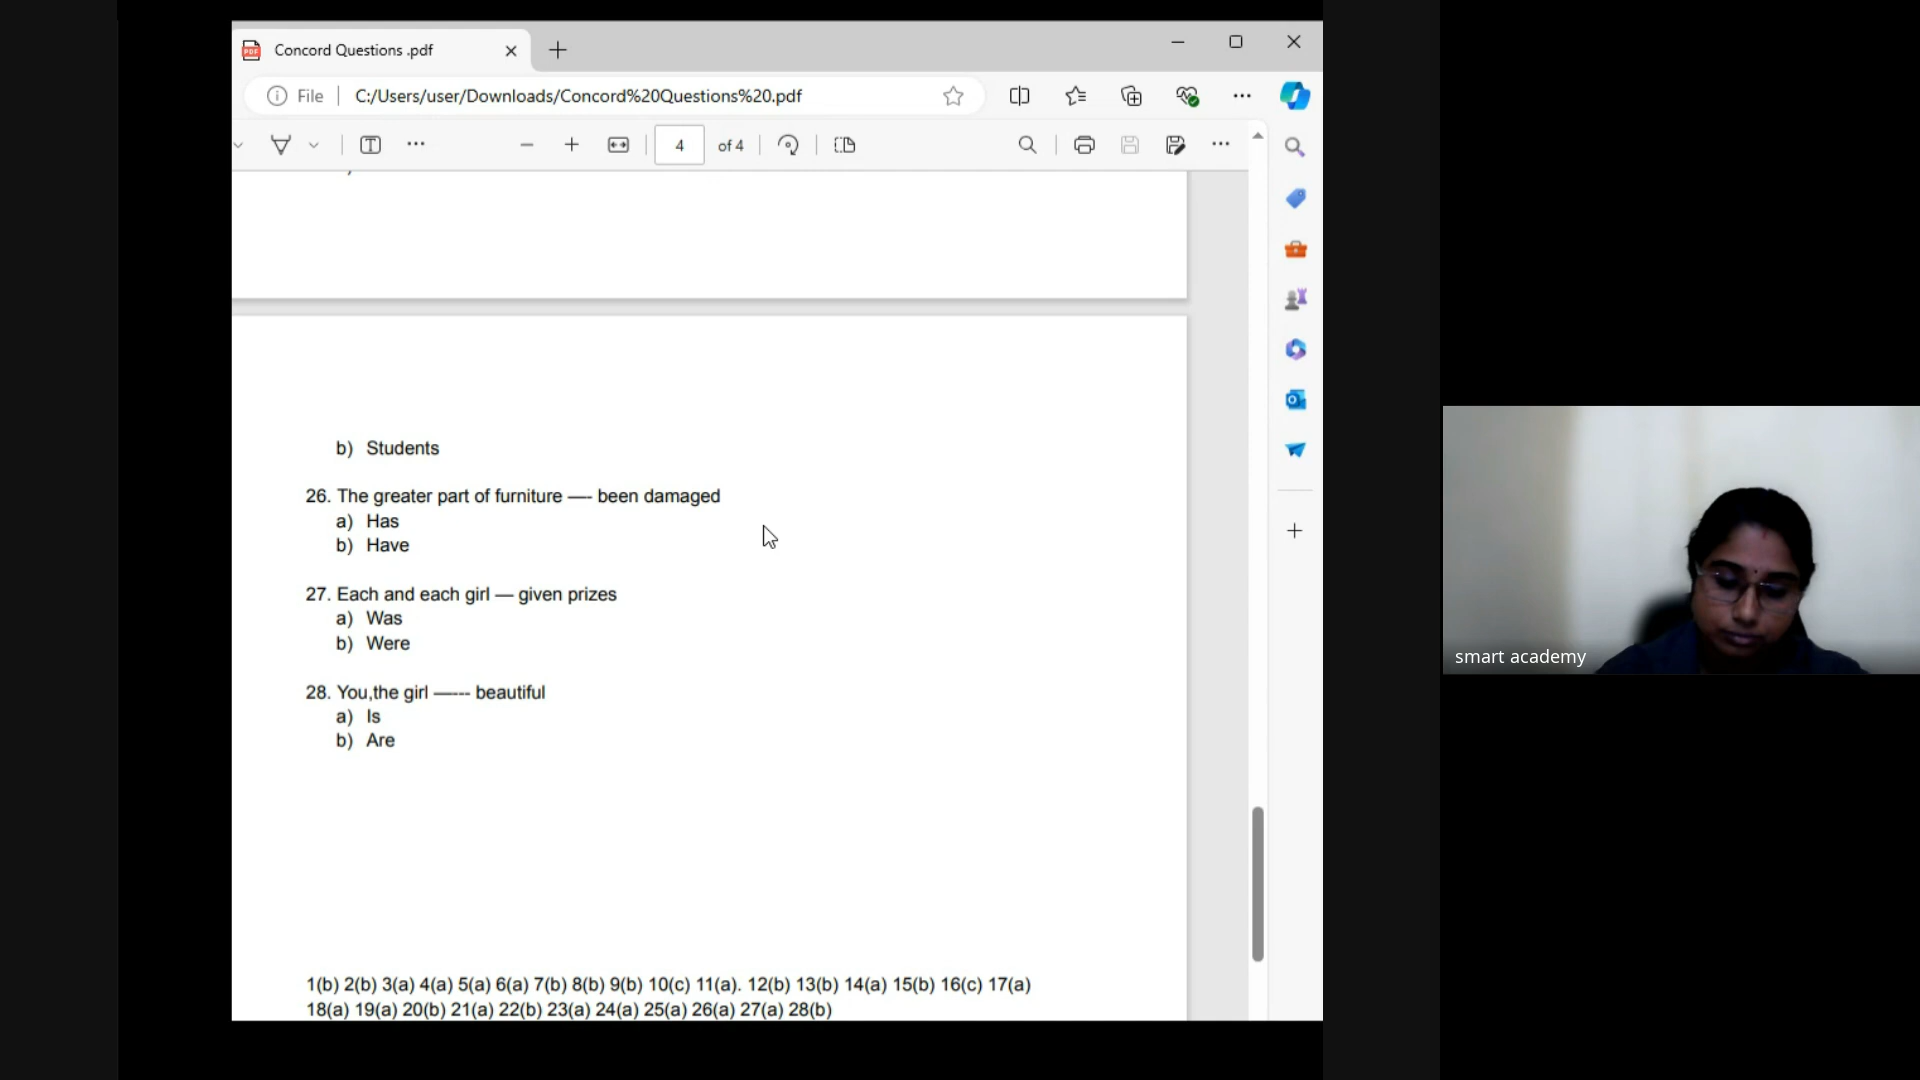 Concord Questions .pdf
File
C:/Users/user/Downloads/Concord%20Questions%20.pdf
4 of 4
b) Students
26. The greater part of furniture —- been damaged
a) Has
b) Have
27. Each and each girl — given prizes
a) Was
b) Were
28. You,the girl —--- beautiful
a) Is
b) Are
1(b) 2(b) 3(a) 4(a) 5(a) 6(a) 7(b) 8(b) 9(b) 10(c) 11(a). 12(b) 13(b) 14(a) 15(b) 16(c) 17(a)
18(a) 19(a) 20(b) 21(a) 22(b) 23(a) 24(a) 25(a) 26(a) 27(a) 28(b)
smart academy